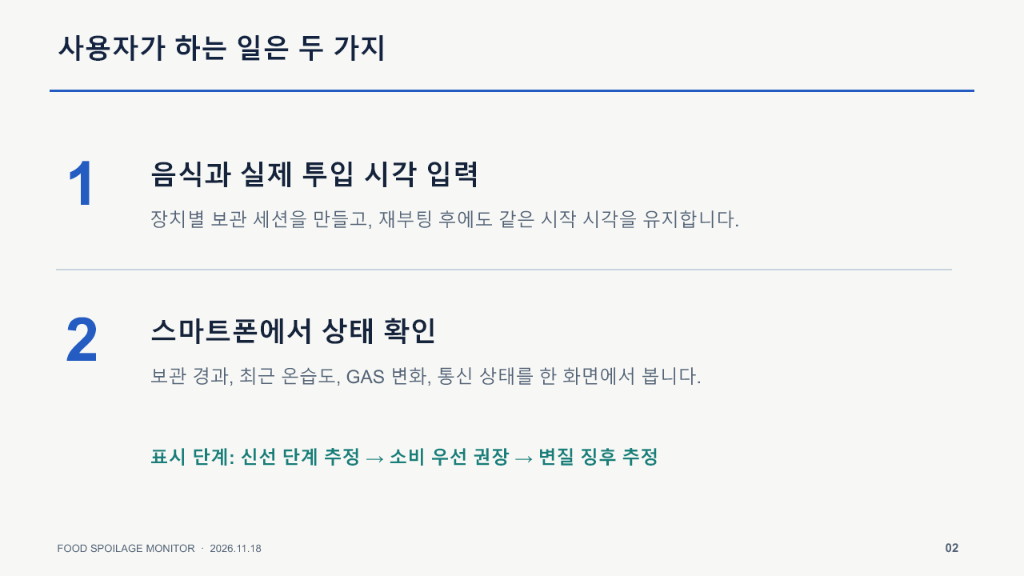 사용자가 하는 일은 두 가지
1
음식과 실제 투입 시각 입력
장치별 보관 세션을 만들고, 재부팅 후에도 같은 시작 시각을 유지합니다.
2
스마트폰에서 상태 확인
보관 경과, 최근 온습도, GAS 변화, 통신 상태를 한 화면에서 봅니다.
표시 단계: 신선 단계 추정 → 소비 우선 권장 → 변질 징후 추정
FOOD SPOILAGE MONITOR · 2026.11.18
02